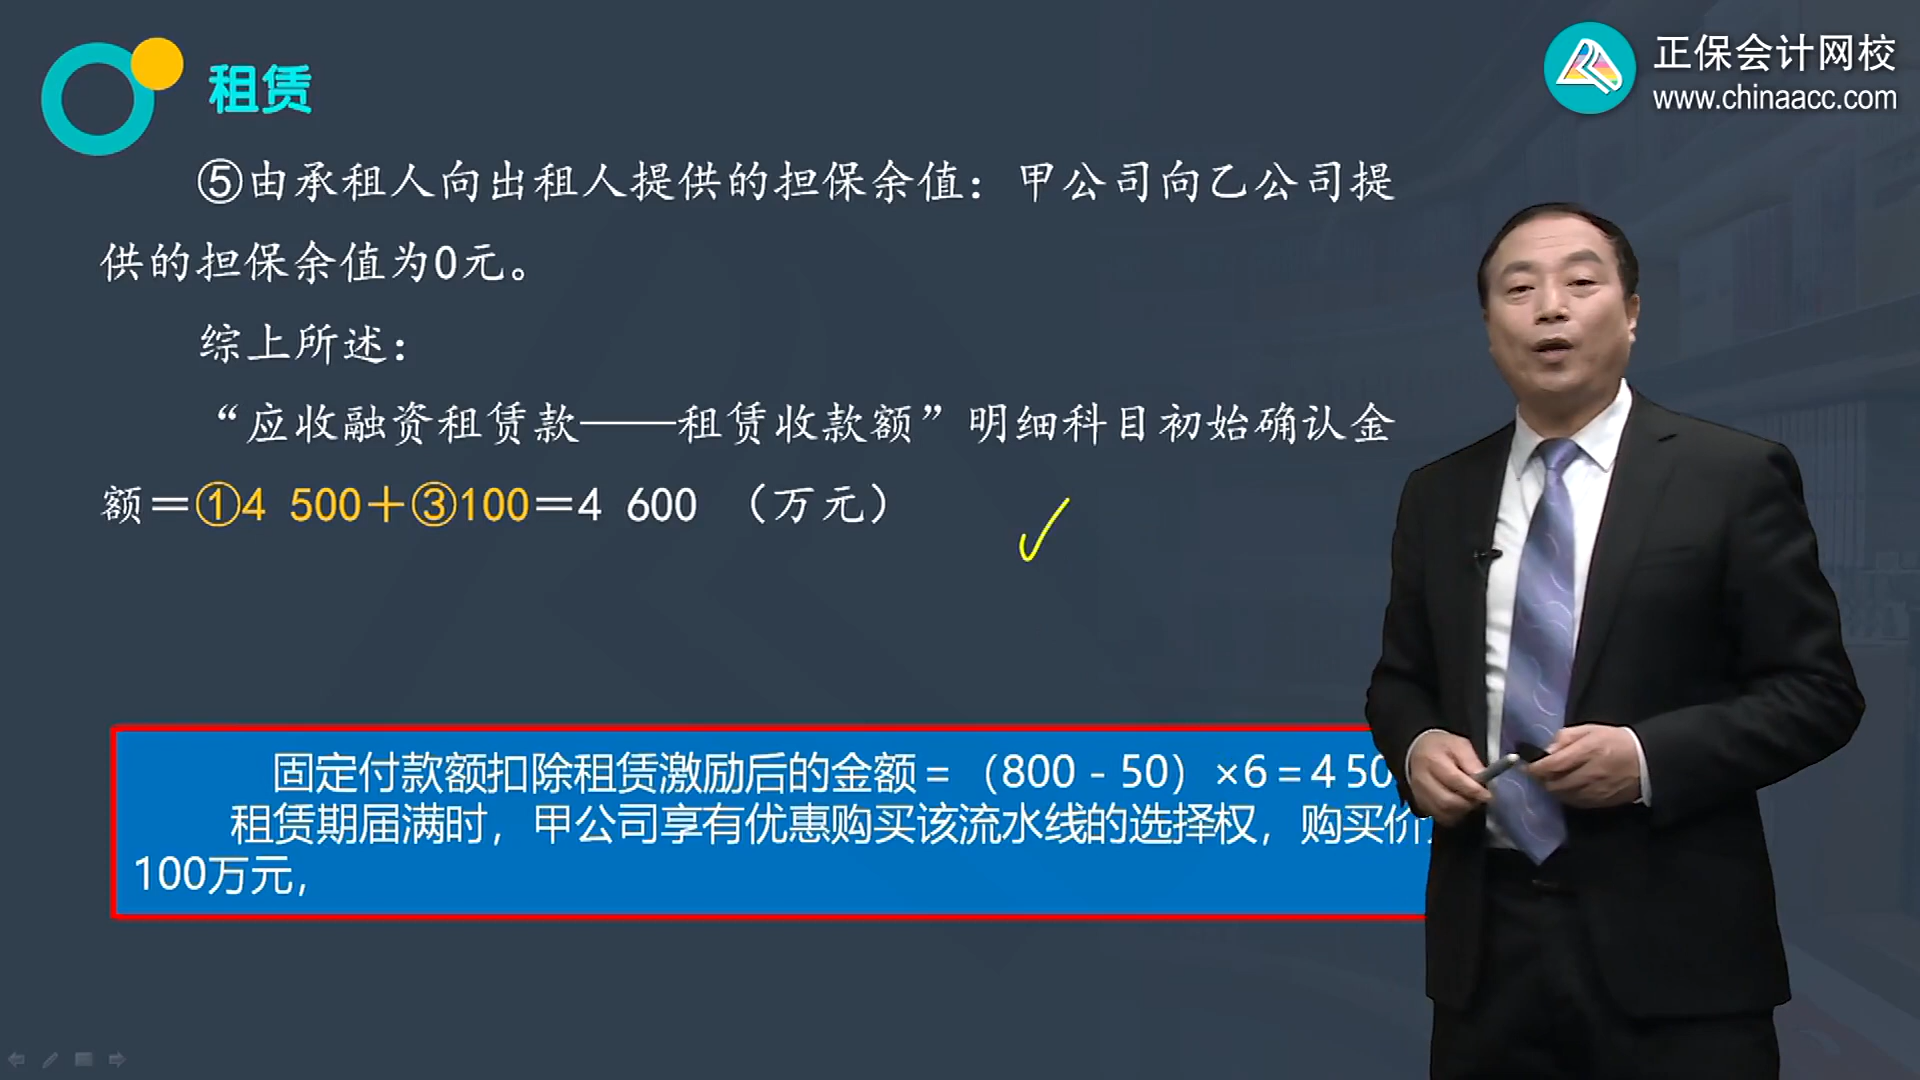 租赁
正保会计网校
www.chinaacc.com
⑤由承租人向出租人提供的担保余值：甲公司向乙公司提
供的担保余值为0元。
综上所述：
“应收融资租赁款——租赁收款额”明细科目初始确认金
额＝①4 500＋③100＝4 600 （万元）
固定付款额扣除租赁激励后的金额＝（800－50）×6＝4 50
租赁期届满时，甲公司享有优惠购买该流水线的选择权，购买价
100万元，